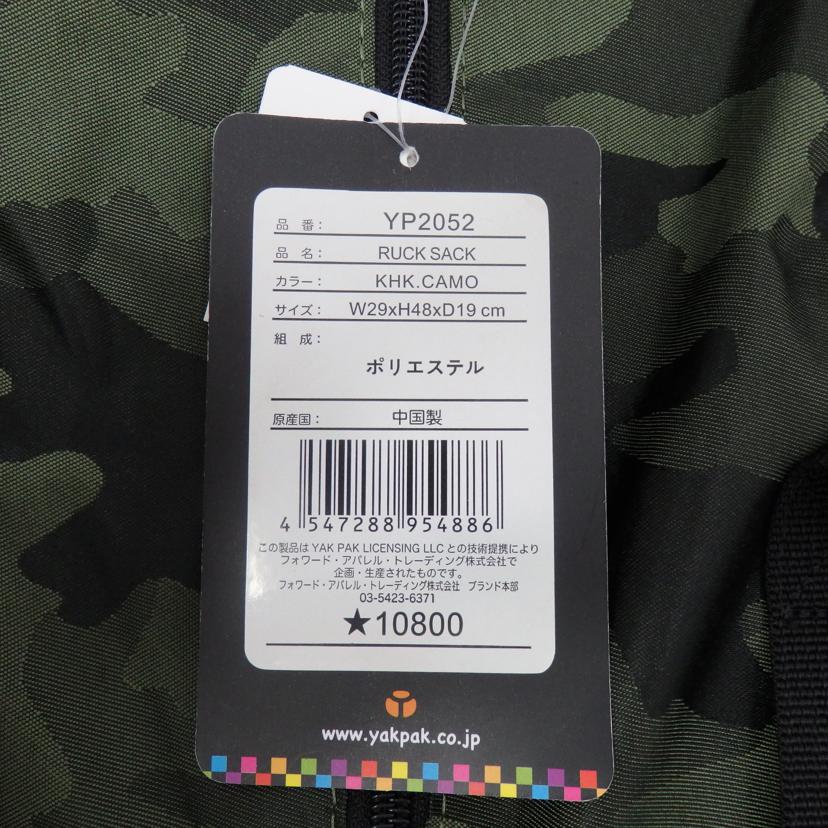 品 番： YP2052
品 名： RUCK SACK
カラー： KHK.CAMO
サイズ： W29xH48xD19 cm
組 成：
ポリエステル
原産国： 中国製
4 547288 954886
この製品は YAK PAK LICENSING LLC との技術提携により
フォワード・アパレル・トレーディング株式会社で
企画・生産されたものです。
フォワード・アパレル・トレーディング株式会社 ブランド本部
03-5423-6371
★10800
www.yakpak.co.jp